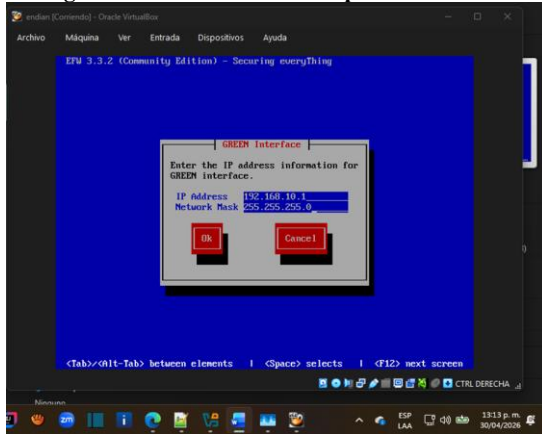 endian [Corriendo] - Oracle VirtualBox
Archivo Máquina Ver Entrada Dispositivos Ayuda
EFW 3.3.2 (Community Edition) - Securing everyThing
GREEN Interface
Enter the IP address information for
GREEN interface.
IP Address 192.168.10.1
Network Mask 255.255.255.0
Ok Cancel
<Tab>/<Alt-Tab> between elements | <Space> selects | <F12> next screen
CTRL DERECHA
Ninguno
ESP
LAA
13:13 p. m.
30/04/2026